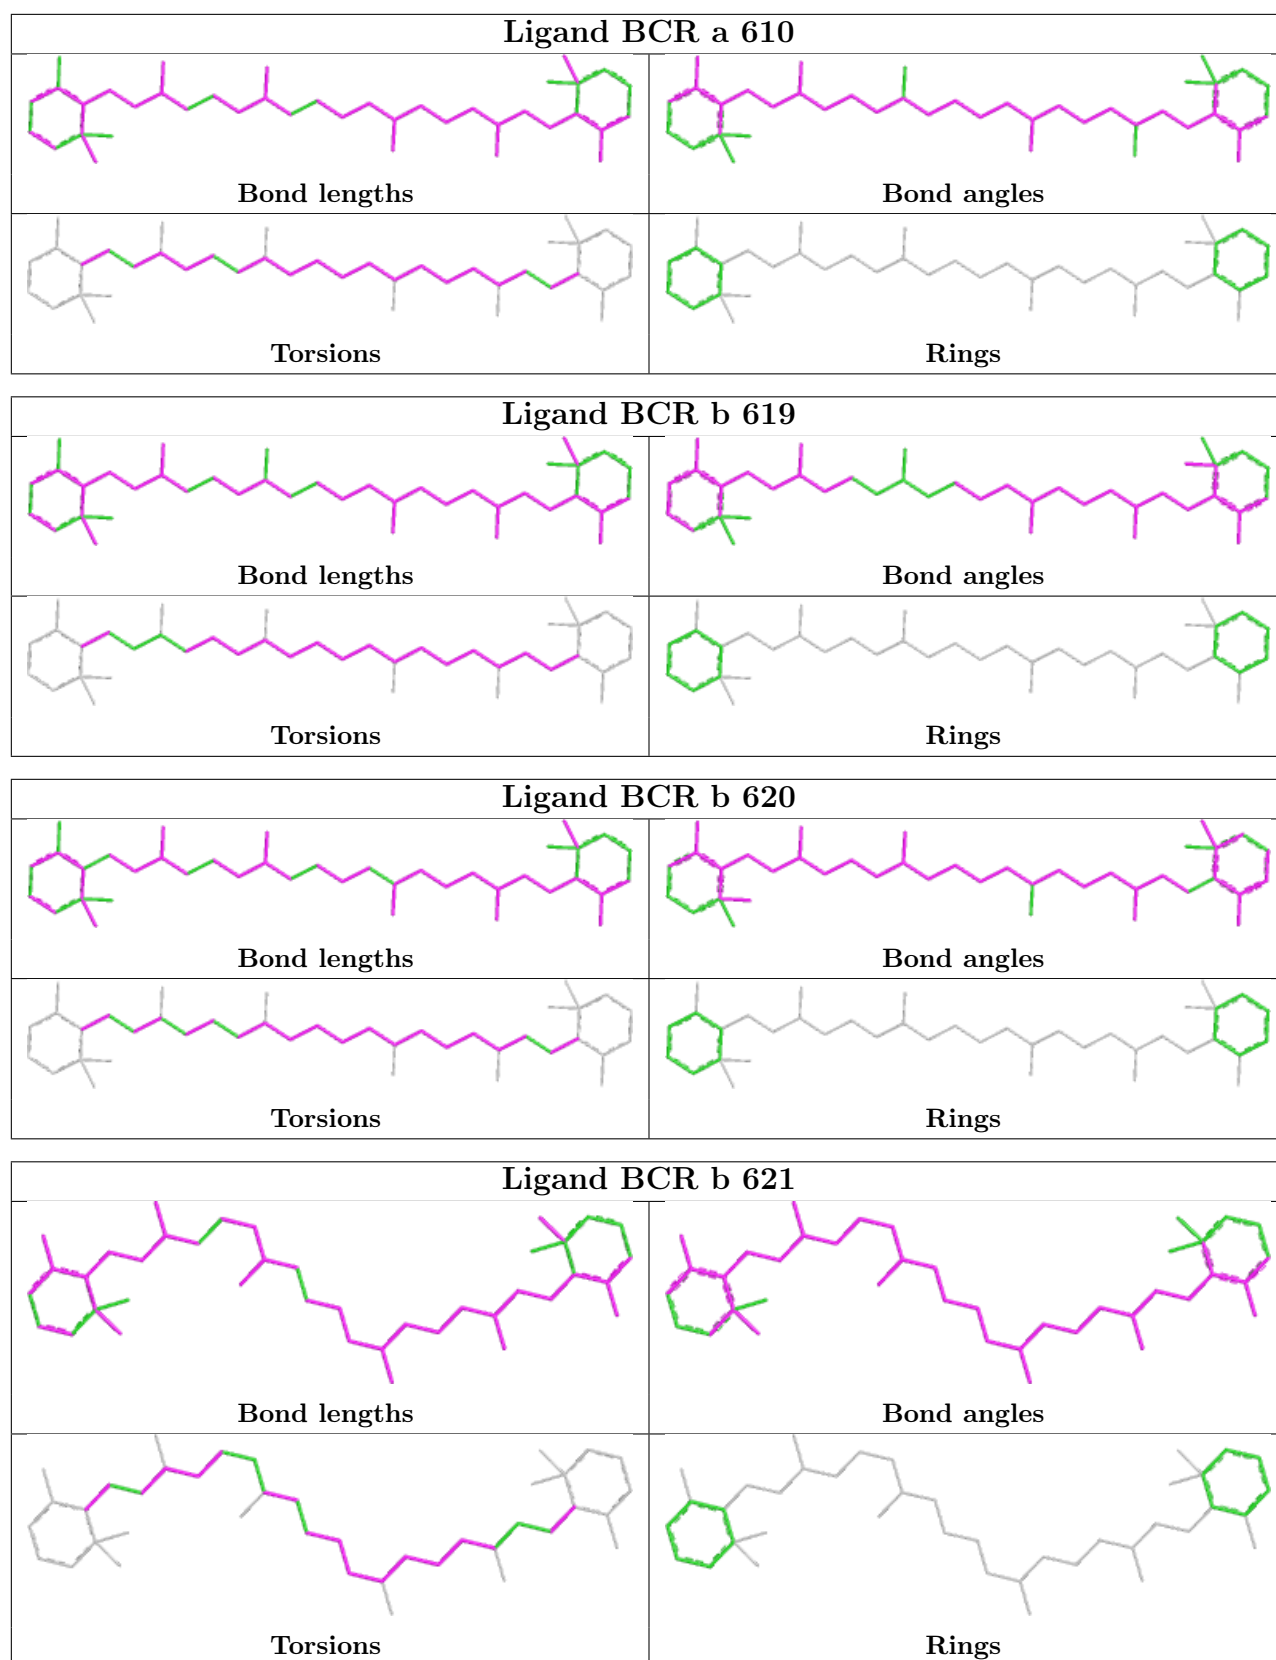 Ligand BCR a 610
Bond lengths
Bond angles
Torsions
Rings
Ligand BCR b 619
Bond lengths
Bond angles
Torsions
Rings
Ligand BCR b 620
Bond lengths
Bond angles
Torsions
Rings
Ligand BCR b 621
Bond lengths
Bond angles
Torsions
Rings